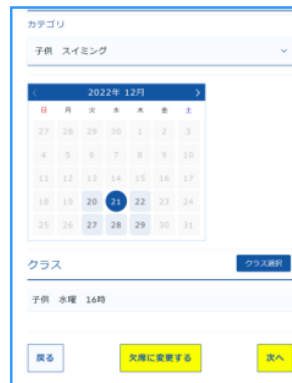 カテゴリ
子供 スイミング
2022年 12月
日 月 火 水 木 金 土
27 28 29 30 1 2 3
4 5 6 7 8 9 10
11 12 13 14 15 16 17
18 19 20 21 22 23 24
25 26 27 28 29 30 31
クラス
クラス選択
子供 水曜 16時
戻る
欠席に変更する
次へ